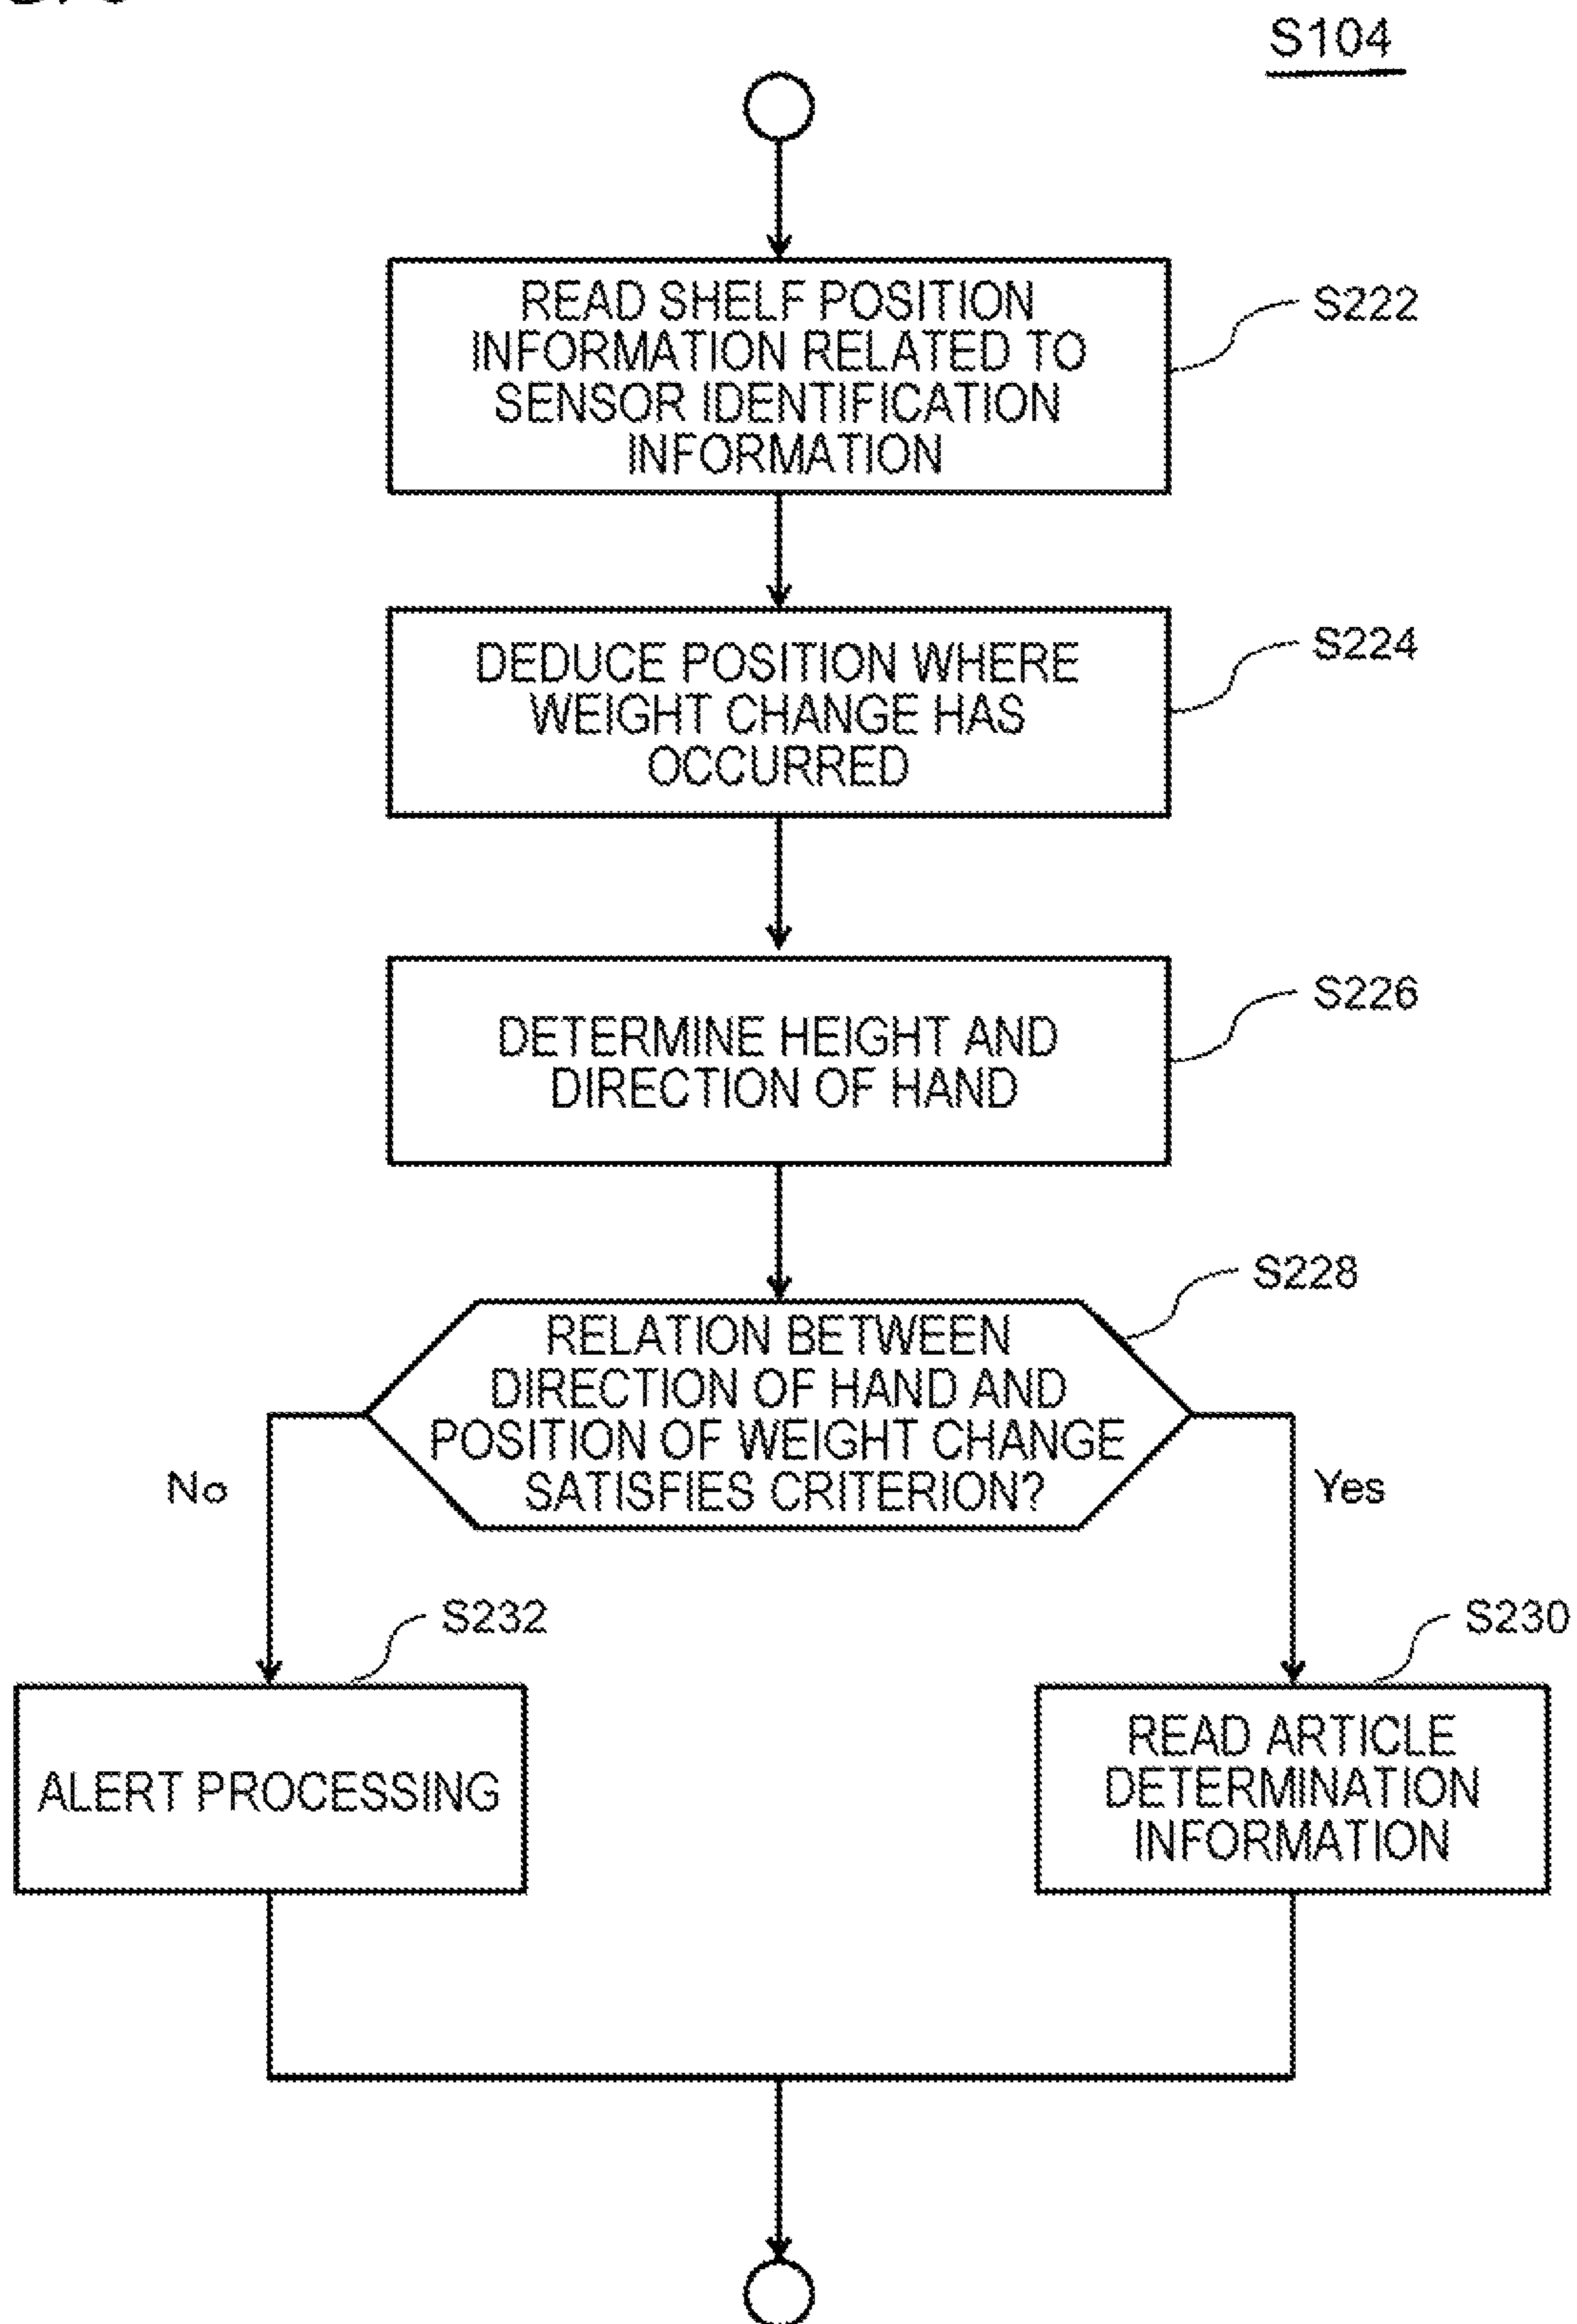 S104
READ SHELF POSITION
INFORMATION RELATED TO
SENSOR IDENTIFICATION
INFORMATION
S222
DEDUCE POSITION WHERE
WEIGHT CHANGE HAS
OCCURRED
S224
DETERMINE HEIGHT AND
DIRECTION OF HAND
S226
S228
RELATION BETWEEN
DIRECTION OF HAND AND
POSITION OF WEIGHT CHANGE
SATISFIES CRITERION?
No
Yes
S232
S230
ALERT PROCESSING
READ ARTICLE
DETERMINATION
INFORMATION